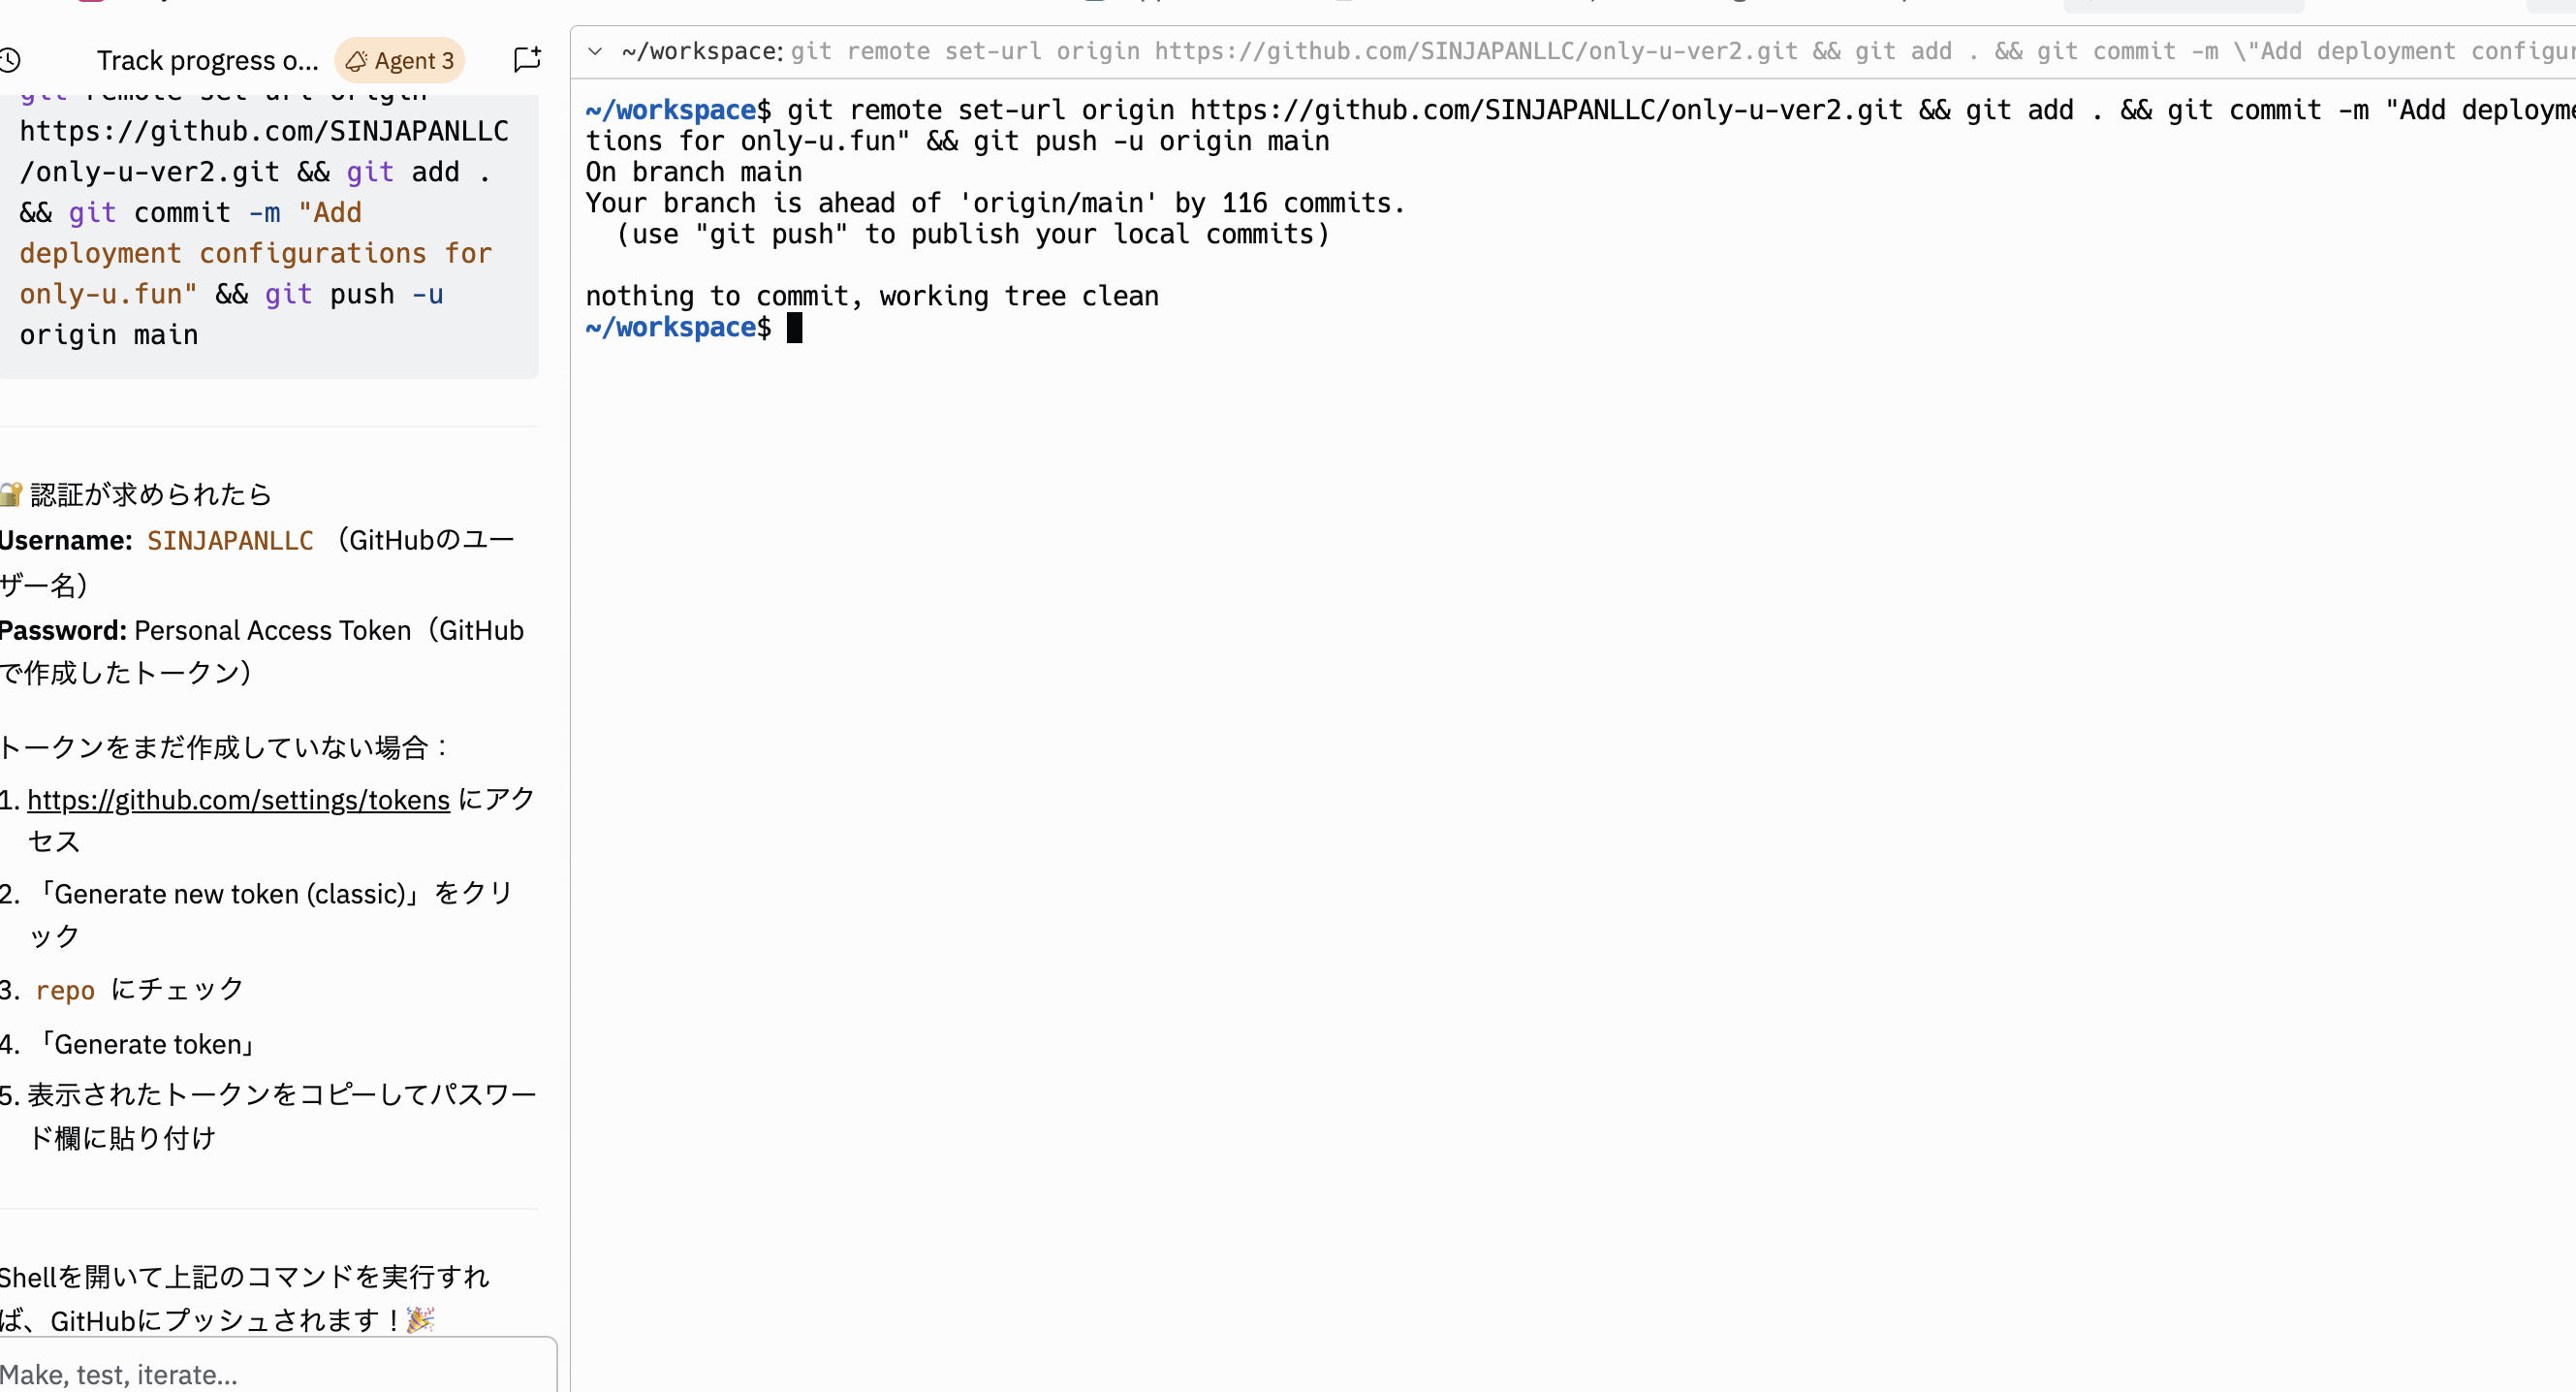 Track progress o...
Agent 3
remote set-url origin
https://github.com/SINJAPANLLC
/only-u-ver2.git && git add .
&& git commit -m "Add
deployment configurations for
only-u.fun" && git push -u
origin main
🔐 認証が求められたら
Username: SINJAPANLLC （GitHubのユー
ザー名）
Password: Personal Access Token（GitHub
で作成したトークン）
トークンをまだ作成していない場合：
1. https://github.com/settings/tokens にアク
セス
2. 「Generate new token (classic)」をクリ
ック
3. repo にチェック
4. 「Generate token」
5. 表示されたトークンをコピーしてパスワー
ド欄に貼り付け
Shellを開いて上記のコマンドを実行すれ
ば、GitHubにプッシュされます！🎉
Make, test, iterate...
~/workspace: git remote set-url origin https://github.com/SINJAPANLLC/only-u-ver2.git && git add . && git commit -m \"Add deployment configur
~/workspace$ git remote set-url origin https://github.com/SINJAPANLLC/only-u-ver2.git && git add . && git commit -m "Add deployme
tions for only-u.fun" && git push -u origin main
On branch main
Your branch is ahead of 'origin/main' by 116 commits.
(use "git push" to publish your local commits)
nothing to commit, working tree clean
~/workspace$